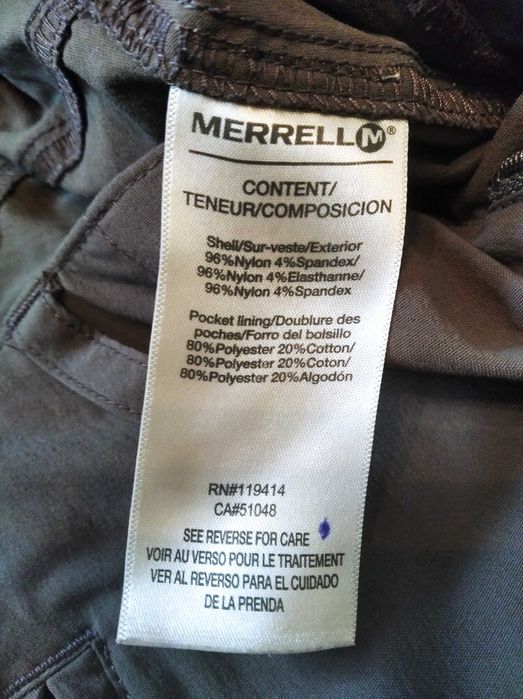 MERRELL M®
CONTENT/
TENEUR/COMPOSICION
Shell/Sur-veste/Exterior
96%Nylon 4%Spandex/
96%Nylon 4%Elasthanne/
96%Nylon 4%Spandex
Pocket lining/Doublure des
poches/Forro del bolsillo
80%Polyester 20%Cotton/
80%Polyester 20%Coton/
80%Polyester 20%Algodón
RN#119414
CA#51048
SEE REVERSE FOR CARE
VOIR AU VERSO POUR LE TRAITEMENT
VER AL REVERSO PARA EL CUIDADO
DE LA PRENDA